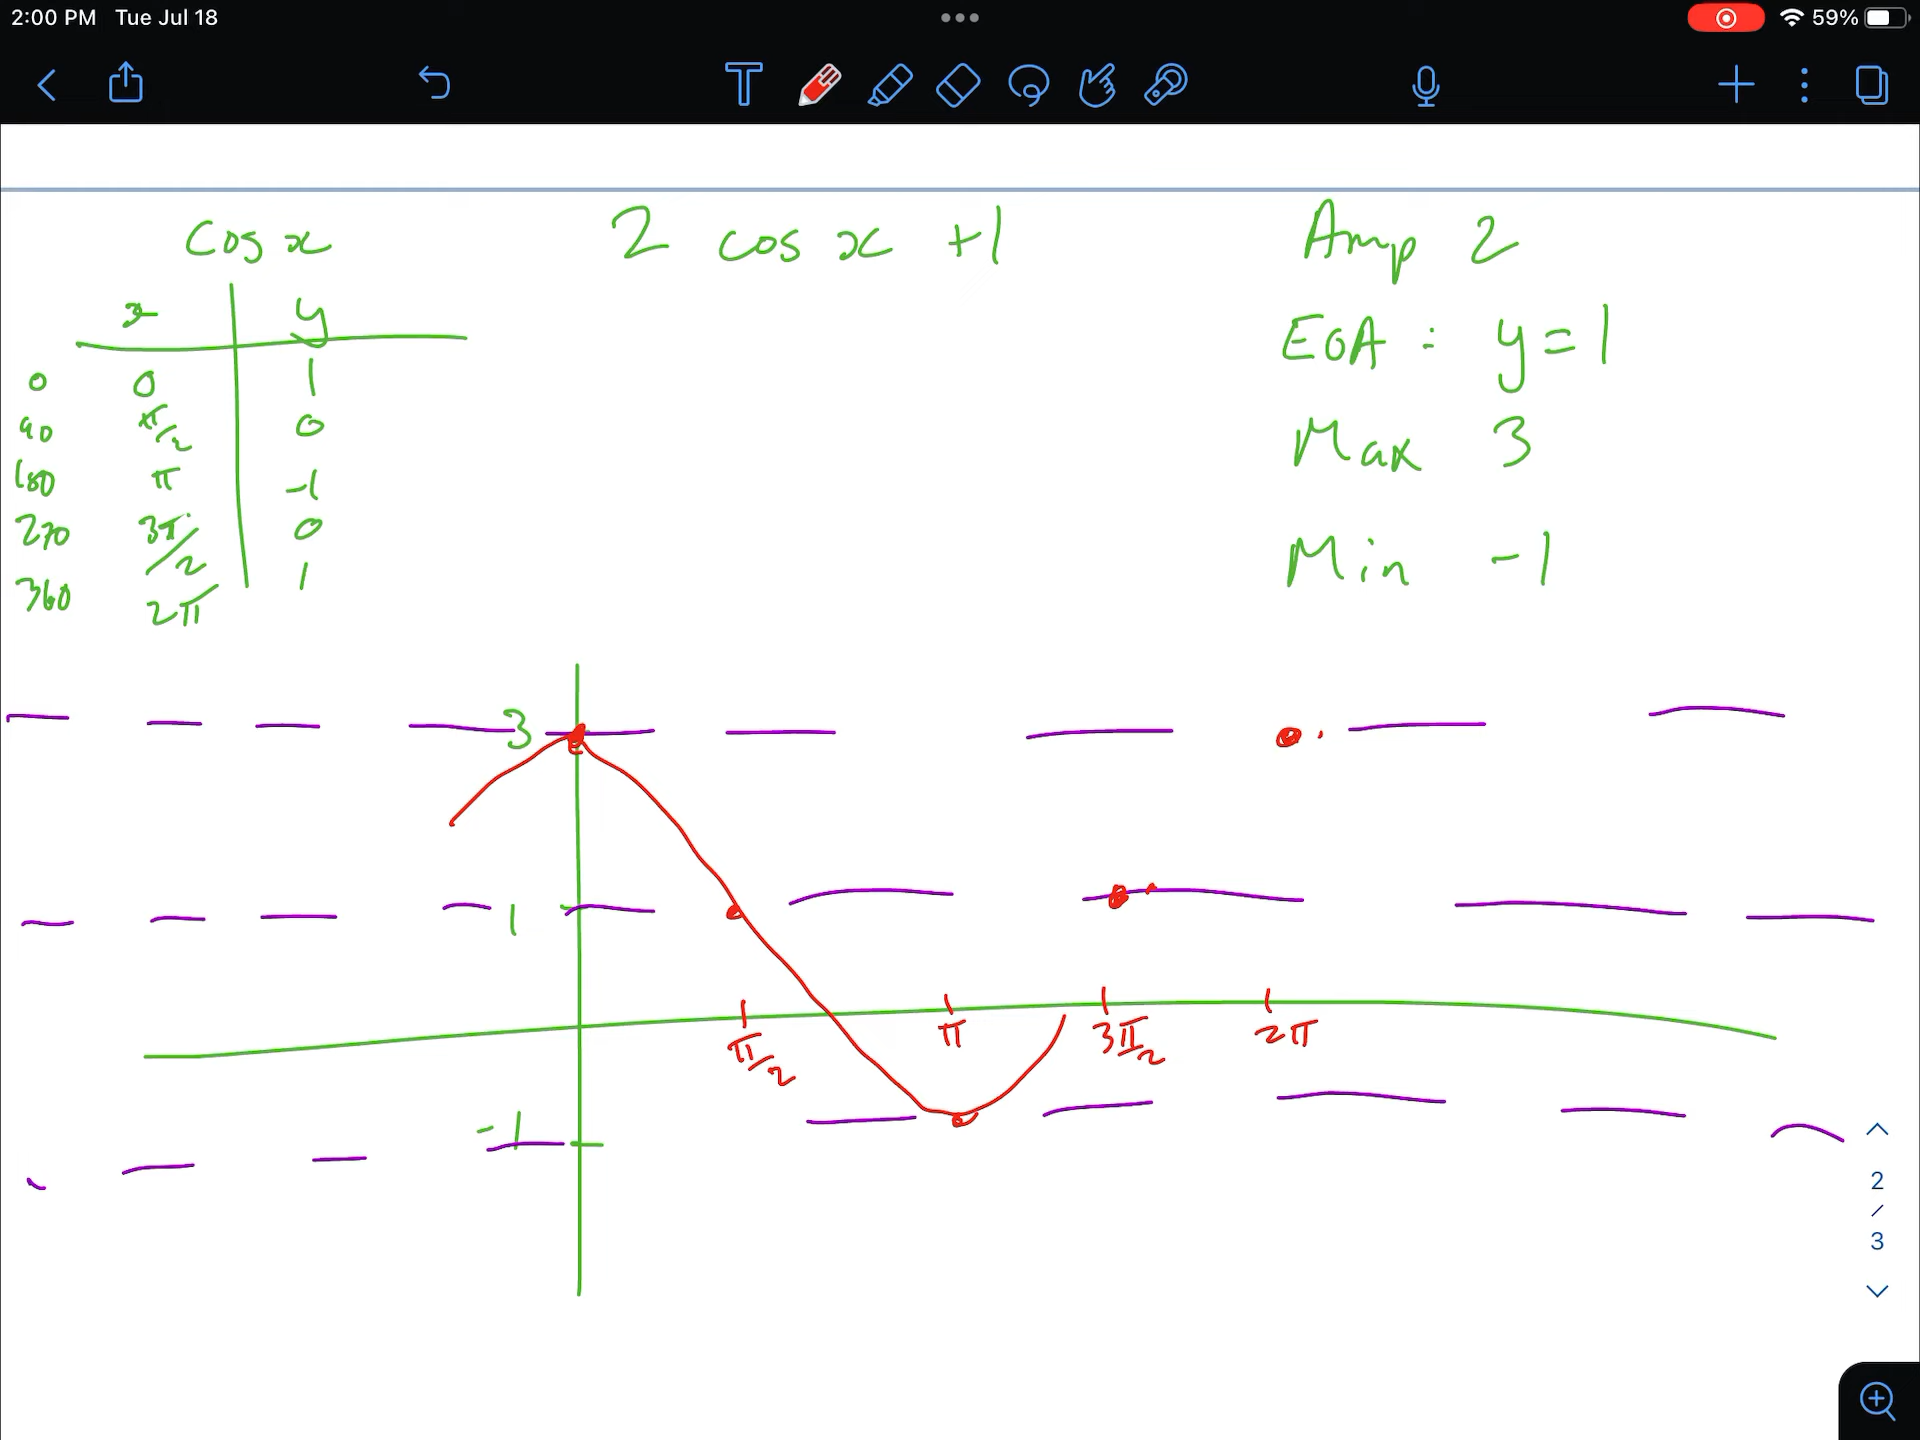 2:00 PM Tue Jul 18
59%
T
Cos x
2 cos x +1
Amp 2
x y
EOA : y = 1
0 0 1
90 π/2 0
Max 3
180 π -1
270 3π/2 0
Min -1
360 2π 1
3
1
π/2 π 3π/2 2π
-1
2
/
3